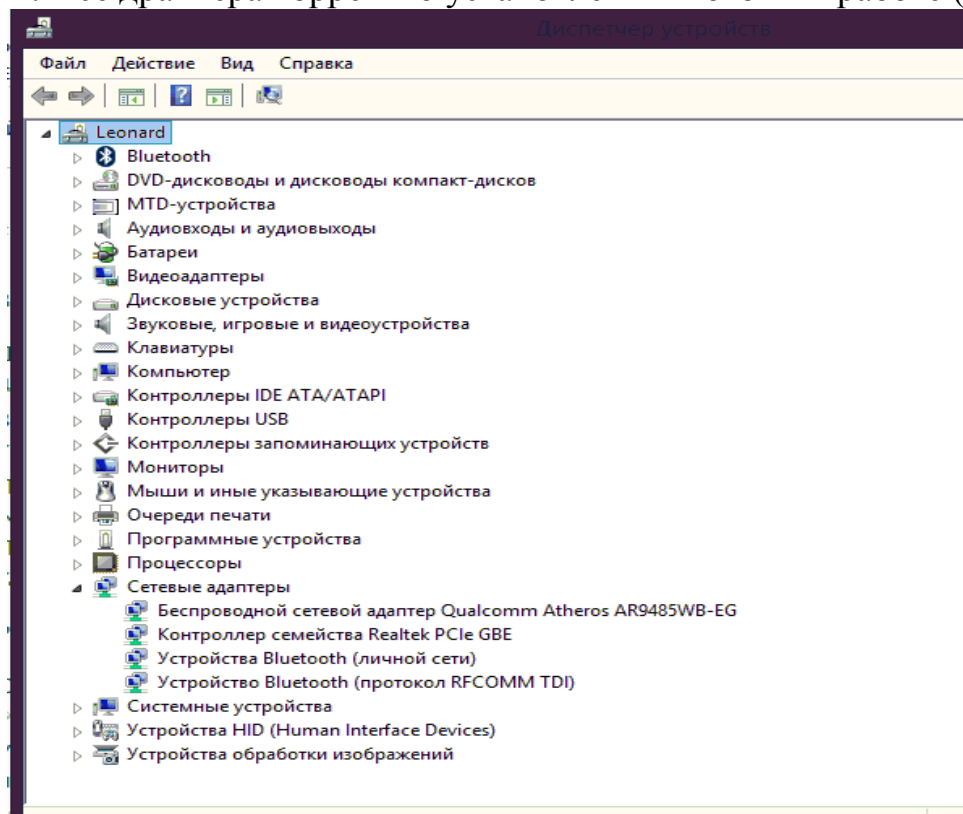 Диспетчер устройств
Файл Действие Вид Справка
Leonard
Bluetooth
DVD-дисководы и дисководы компакт-дисков
MTD-устройства
Аудиовходы и аудиовыходы
Батареи
Видеоадаптеры
Дисковые устройства
Звуковые, игровые и видеоустройства
Клавиатуры
Компьютер
Контроллеры IDE ATA/ATAPI
Контроллеры USB
Контроллеры запоминающих устройств
Мониторы
Мыши и иные указывающие устройства
Очереди печати
Программные устройства
Процессоры
Сетевые адаптеры
Беспроводной сетевой адаптер Qualcomm Atheros AR9485WB-EG
Контроллер семейства Realtek PCIe GBE
Устройства Bluetooth (личной сети)
Устройство Bluetooth (протокол RFCOMM TDI)
Системные устройства
Устройства HID (Human Interface Devices)
Устройства обработки изображений